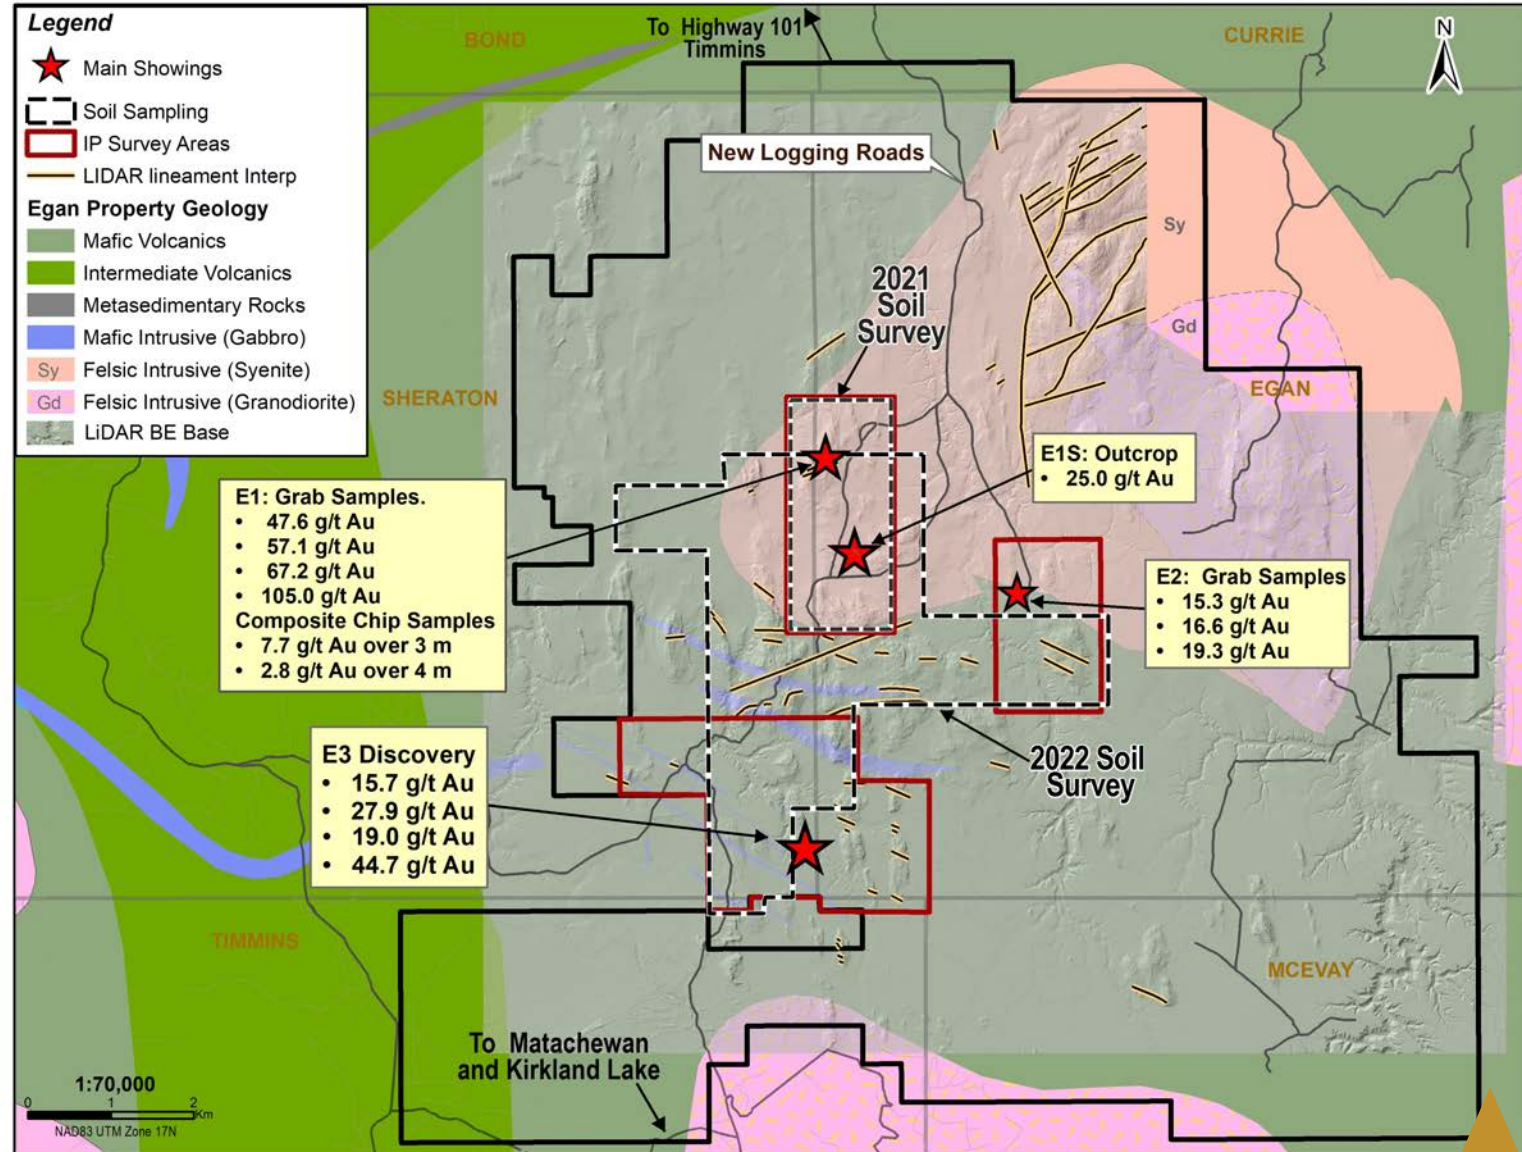 Legend
Main Showings
Soil Sampling
IP Survey Areas
LIDAR lineament Interp
Egan Property Geology
Mafic Volcanics
Intermediate Volcanics
Metasedimentary Rocks
Mafic Intrusive (Gabbro)
Sy Felsic Intrusive (Syenite)
Gd Felsic Intrusive (Granodiorite)
LiDAR BE Base
BOND
To Highway 101
Timmins
CURRIE
N
New Logging Roads
Sy
2021
Soil
Survey
Gd
SHERATON
EGAN
E1S: Outcrop
• 25.0 g/t Au
E1: Grab Samples.
• 47.6 g/t Au
• 57.1 g/t Au
• 67.2 g/t Au
• 105.0 g/t Au
Composite Chip Samples
• 7.7 g/t Au over 3 m
• 2.8 g/t Au over 4 m
E2: Grab Samples
• 15.3 g/t Au
• 16.6 g/t Au
• 19.3 g/t Au
E3 Discovery
• 15.7 g/t Au
• 27.9 g/t Au
• 19.0 g/t Au
• 44.7 g/t Au
2022 Soil
Survey
TIMMINS
MCEVAY
To Matachewan
and Kirkland Lake
1:70,000
0 1 2
Km
NAD83 UTM Zone 17N